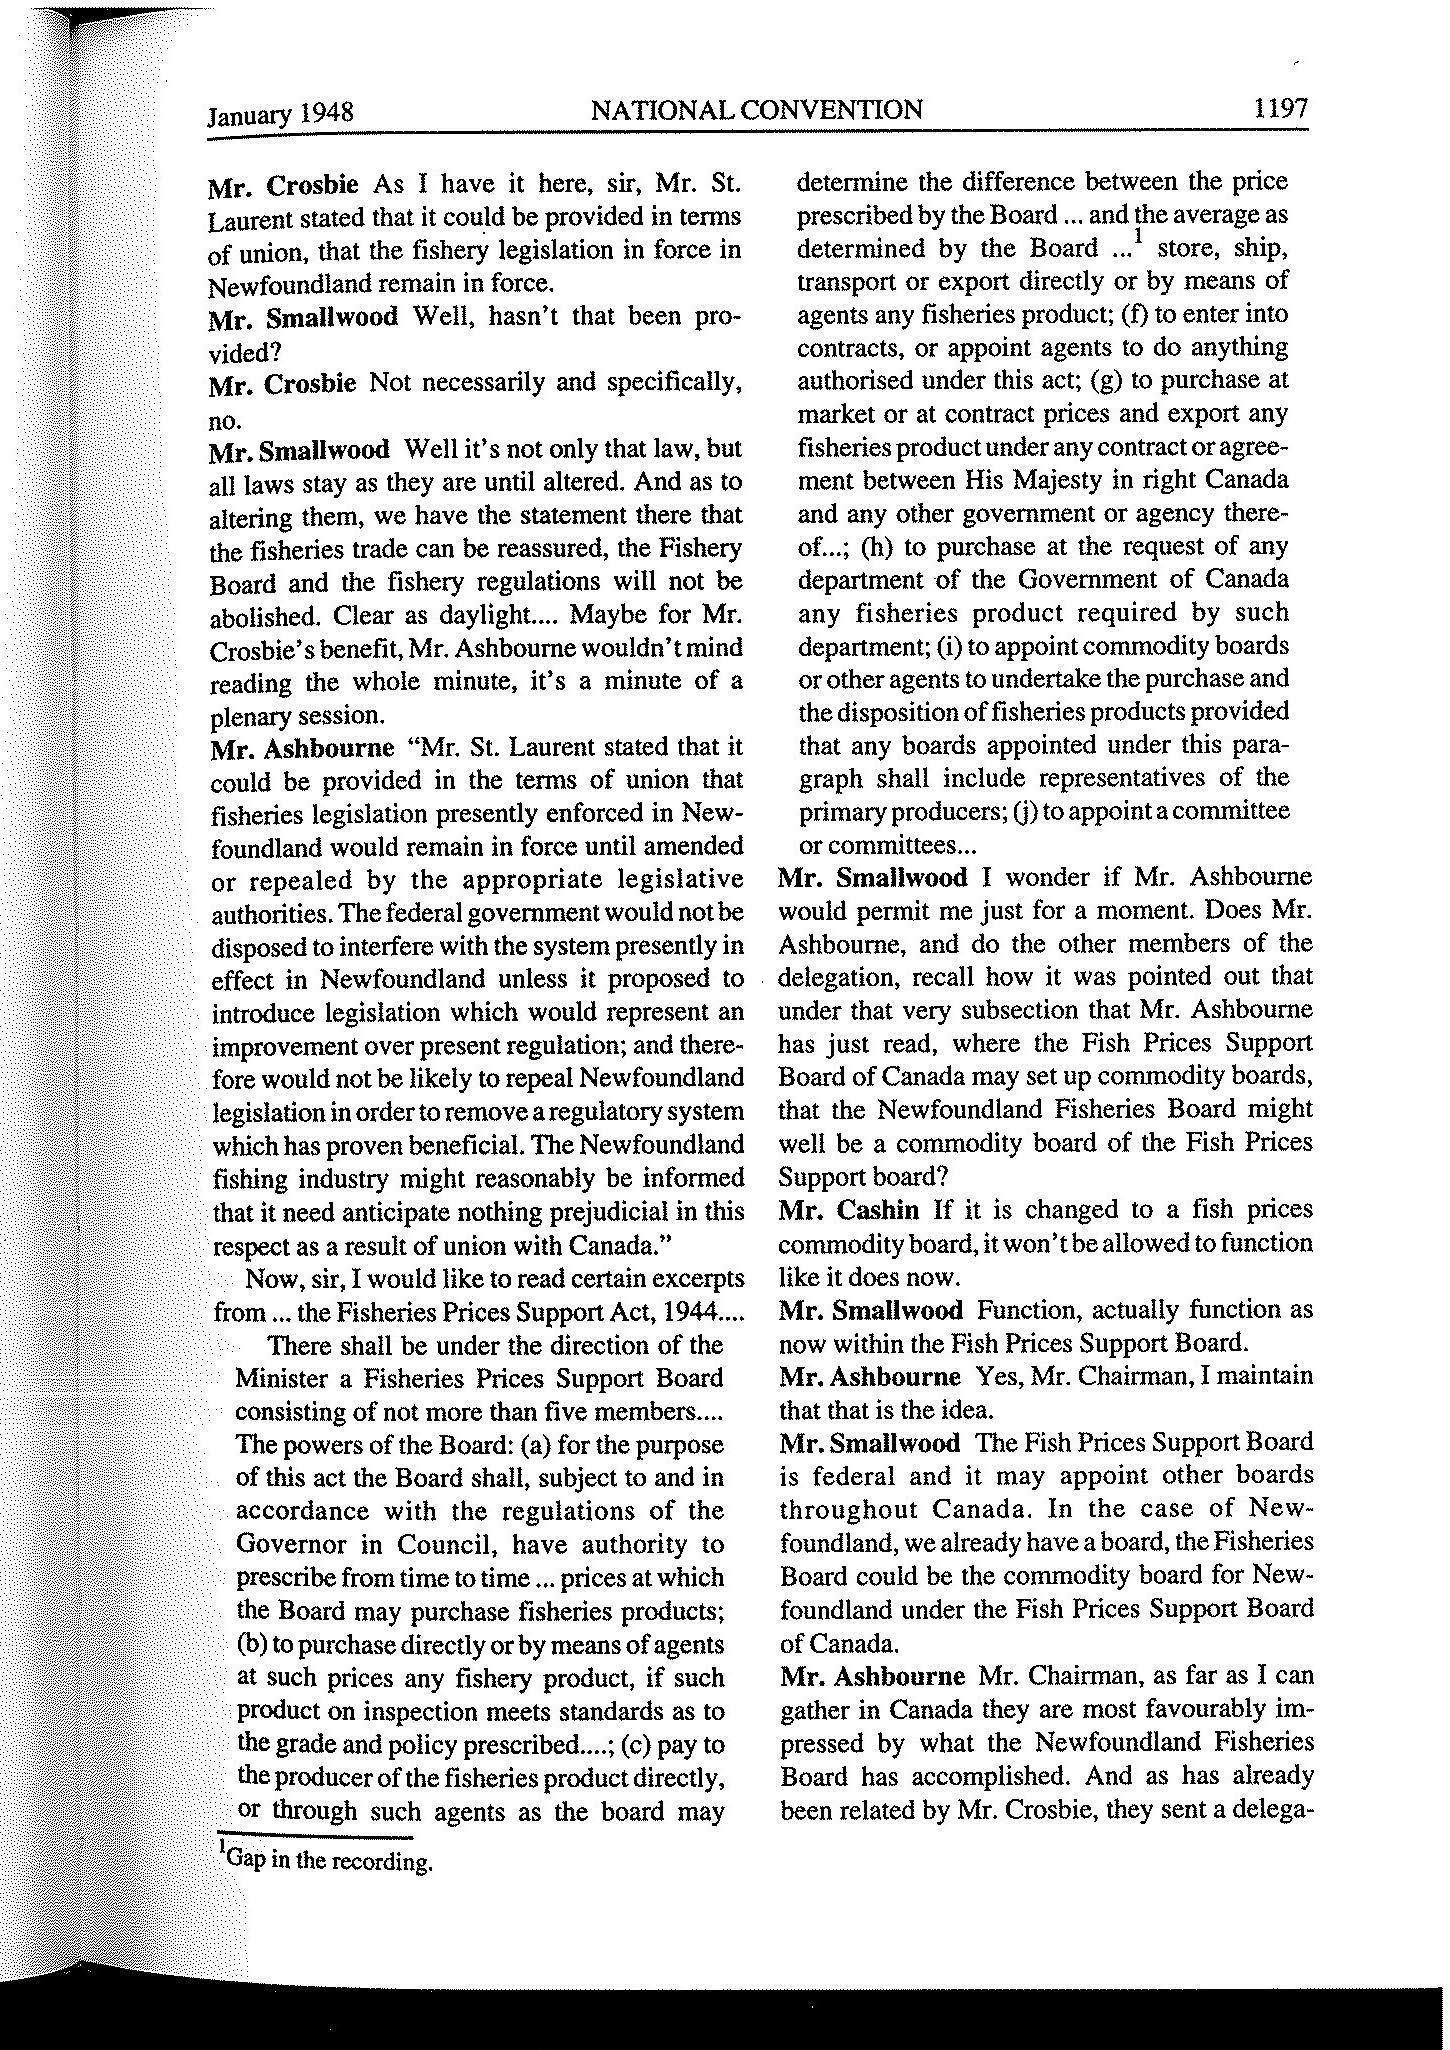 January 1948 NATIONAL CONVENTION 1197
Mr. Crosbie As I have it here, sir, Mr. St.
Laurent stated that it could be provided in terms
of union, that the fishery legislation in force in
Newfoundland remain in force.
Mr. Smallwood Well, hasn't that been pro-
vided?
Mr. Crosbie Not necessarily and specifically,
no.
Mr. Smallwood Well it's not only that law, but
all laws stay as they are until altered. And as to
altering them, we have the statement there that
the fisheries trade can be reassured, the Fishery
Board and the fishery regulations will not be
abolished. Clear as daylight.... Maybe for Mr.
Crosbie's benefit, Mr. Ashbourne wouldn't mind
reading the whole minute, it's a minute of a
plenary session.
Mr. Ashbourne "Mr. St. Laurent stated that it
could be provided in the terms of union that
fisheries legislation presently enforced in New-
foundland would remain in force until amended
or repealed by the appropriate legislative
authorities. The federal government would not be
disposed to interfere with the system presently in
effect in Newfoundland unless it proposed to
introduce legislation which would represent an
improvement over present regulation; and there-
fore would not be likely to repeal Newfoundland
legislation in order to remove a regulatory system
which has proven beneficial. The Newfoundland
fishing industry might reasonably be informed
that it need anticipate nothing prejudicial in this
respect as a result of union with Canada."
Now, sir, I would like to read certain excerpts
from ... the Fisheries Prices Support Act, 1944....
There shall be under the direction of the
Minister a Fisheries Prices Support Board
consisting of not more than five members....
The powers of the Board: (a) for the purpose
of this act the Board shall, subject to and in
accordance with the regulations of the
Governor in Council, have authority to
prescribe from time to time ... prices at which
the Board may purchase fisheries products;
(b) to purchase directly or by means of agents
at such prices any fishery product, if such
product on inspection meets standards as to
the grade and policy prescribed....; (c) pay to
the producer of the fisheries product directly,
or through such agents as the board may
1Gap in the recording.
determine the difference between the price
prescribed by the Board ... and the average as
determined by the Board ...1 store, ship,
transport or export directly or by means of
agents any fisheries product; (f) to enter into
contracts, or appoint agents to do anything
authorised under this act; (g) to purchase at
market or at contract prices and export any
fisheries product under any contract or agree-
ment between His Majesty in right Canada
and any other government or agency there-
of...; (h) to purchase at the request of any
department of the Government of Canada
any fisheries product required by such
department; (i) to appoint commodity boards
or other agents to undertake the purchase and
the disposition of fisheries products provided
that any boards appointed under this para-
graph shall include representatives of the
primary producers; (j) to appoint a committee
or committees...
Mr. Smallwood I wonder if Mr. Ashbourne
would permit me just for a moment. Does Mr.
Ashbourne, and do the other members of the
delegation, recall how it was pointed out that
under that very subsection that Mr. Ashbourne
has just read, where the Fish Prices Support
Board of Canada may set up commodity boards,
that the Newfoundland Fisheries Board might
well be a commodity board of the Fish Prices
Support board?
Mr. Cashin If it is changed to a fish prices
commodity board, it won't be allowed to function
like it does now.
Mr. Smallwood Function, actually function as
now within the Fish Prices Support Board.
Mr. Ashbourne Yes, Mr. Chairman, I maintain
that that is the idea.
Mr. Smallwood The Fish Prices Support Board
is federal and it may appoint other boards
throughout Canada. In the case of New-
foundland, we already have a board, the Fisheries
Board could be the commodity board for New-
foundland under the Fish Prices Support Board
of Canada.
Mr. Ashbourne Mr. Chairman, as far as I can
gather in Canada they are most favourably im-
pressed by what the Newfoundland Fisheries
Board has accomplished. And as has already
been related by Mr. Crosbie, they sent a delega-